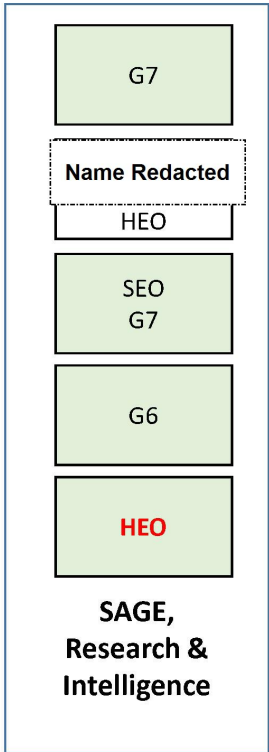 G7
Name Redacted
HEO
SEO
G7
G6
HEO
SAGE,
Research &
Intelligence